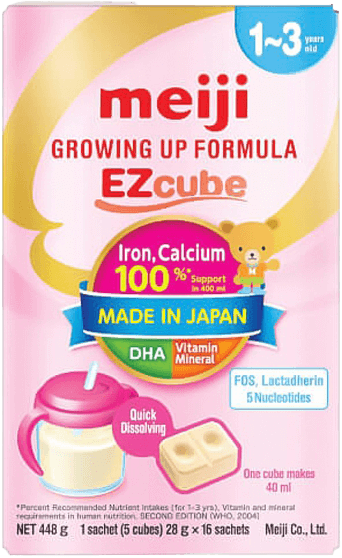 1~3 years old
meiji
GROWING UP FORMULA
EZcube
Iron, Calcium
100%* Support in 400 ml
MADE IN JAPAN
DHA Vitamin Mineral
FOS, Lactadherin
5 Nucleotides
Quick
Dissolving
One cube makes
40 ml
*Percent Recommended Nutrient Intakes (for 1-3 yrs), Vitamin and mineral
requirements in human nutrition, SECOND EDITION (WHO, 2004)
NET 448 g 1 sachet (5 cubes) 28 g × 16 sachets Meiji Co., Ltd.